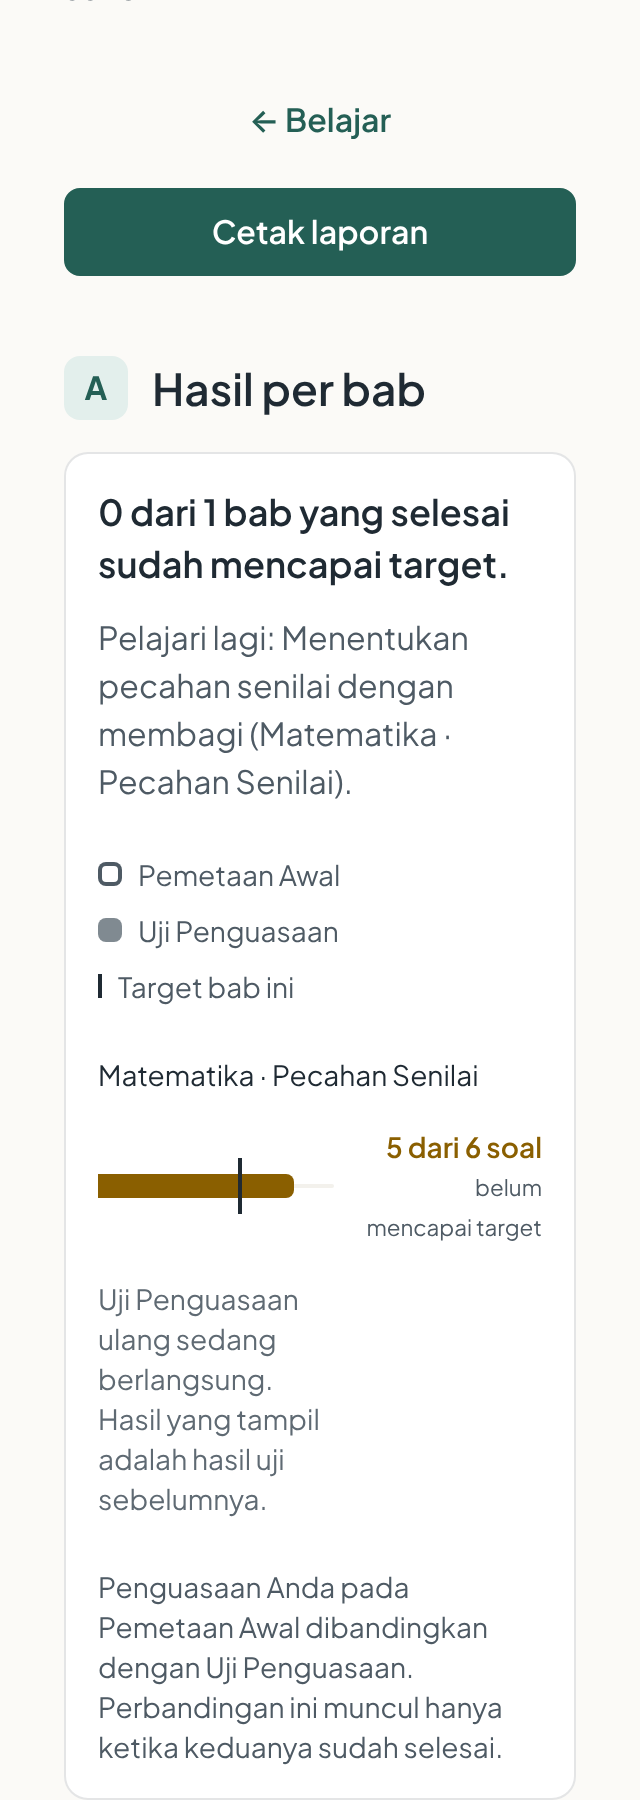 ← Belajar
Cetak laporan
A Hasil per bab
0 dari 1 bab yang selesai
sudah mencapai target.
Pelajari lagi: Menentukan
pecahan senilai dengan
membagi (Matematika ·
Pecahan Senilai).
Pemetaan Awal
Uji Penguasaan
Target bab ini
Matematika · Pecahan Senilai
5 dari 6 soal
belum
mencapai target
Uji Penguasaan
ulang sedang
berlangsung.
Hasil yang tampil
adalah hasil uji
sebelumnya.
Penguasaan Anda pada
Pemetaan Awal dibandingkan
dengan Uji Penguasaan.
Perbandingan ini muncul hanya
ketika keduanya sudah selesai.